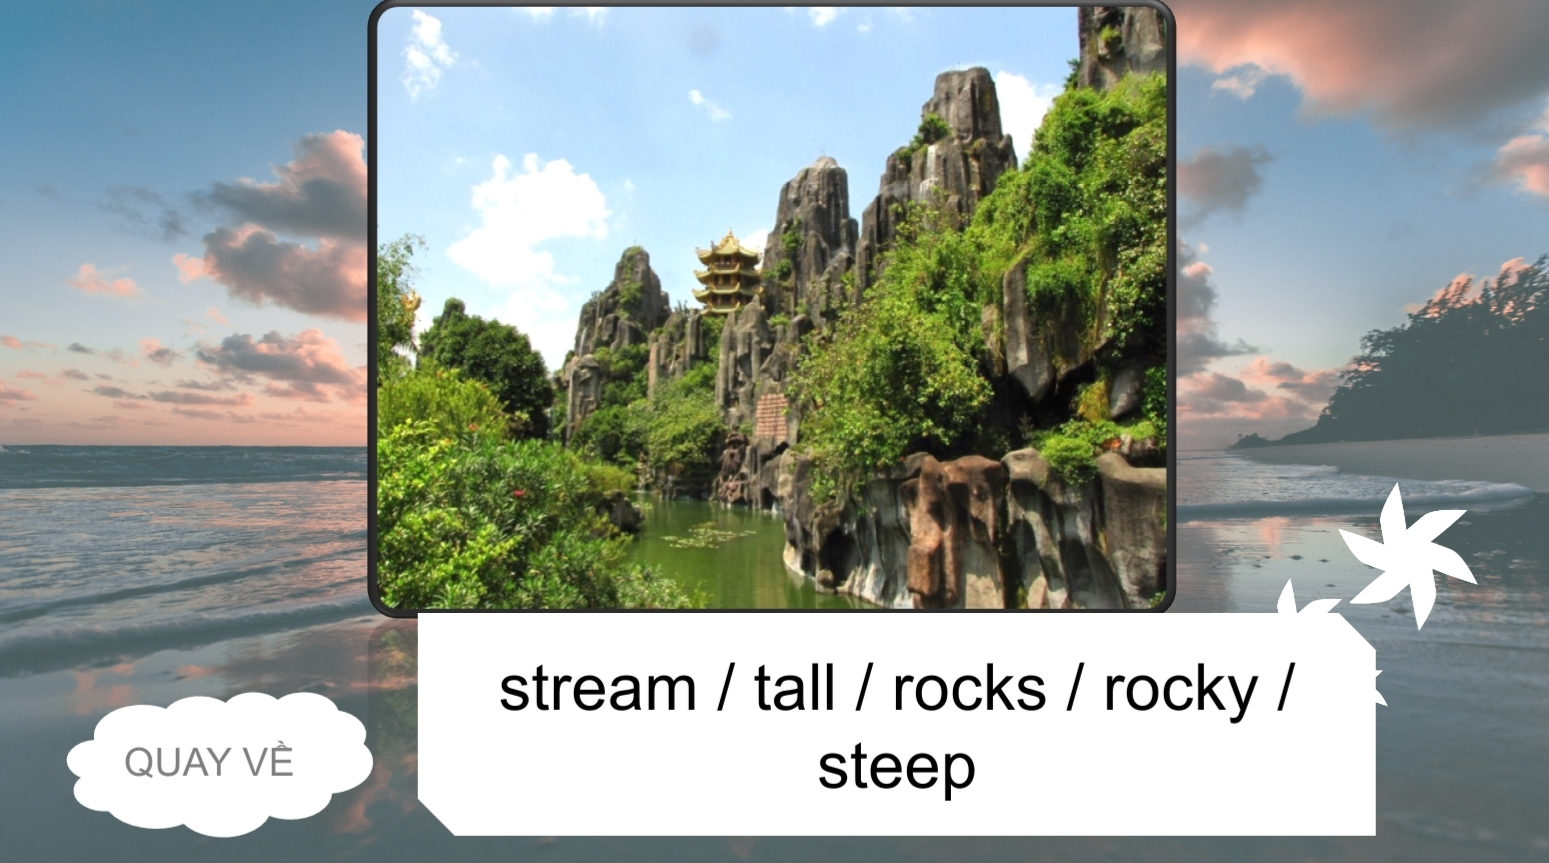 stream / tall / rocks / rocky /
steep
QUAY VỀ